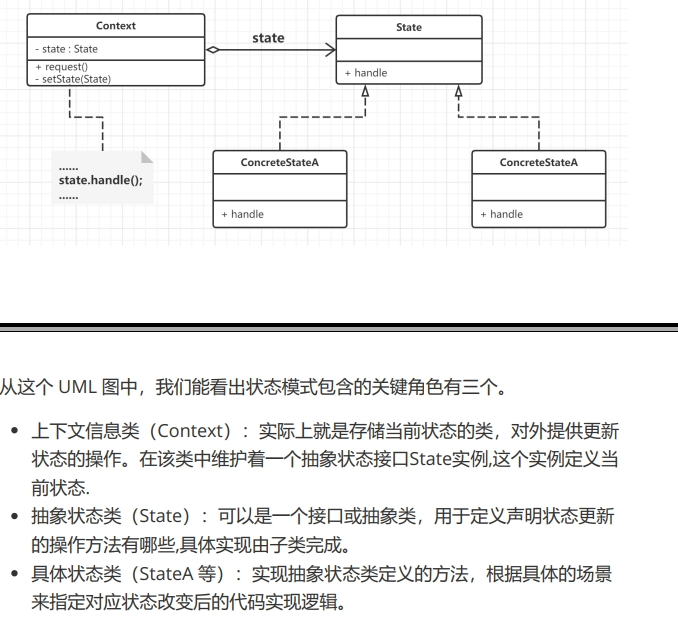 Context
- state : State
+ request()
- setState(State)
state
State
+ handle
......
state.handle();
......
ConcreteStateA
+ handle
ConcreteStateA
+ handle
从这个 UML 图中，我们能看出状态模式包含的关键角色有三个。
上下文信息类（Context）：实际上就是存储当前状态的类，对外提供更新
状态的操作。在该类中维护着一个抽象状态接口State实例,这个实例定义当
前状态.
抽象状态类（State）：可以是一个接口或抽象类，用于定义声明状态更新
的操作方法有哪些,具体实现由子类完成。
具体状态类（StateA 等）：实现抽象状态类定义的方法，根据具体的场景
来指定对应状态改变后的代码实现逻辑。